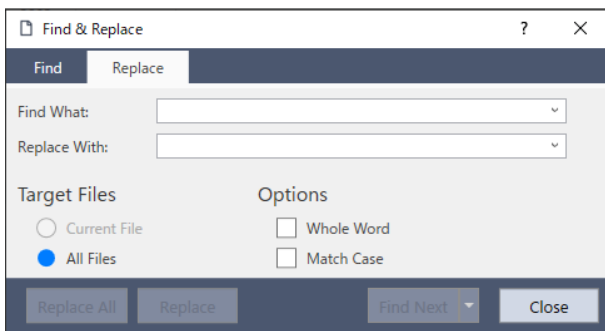 Find & Replace ?
Find Replace
Find What:
Replace With:
Target Files Options
Current File Whole Word
All Files Match Case
Replace All Replace Find Next Close